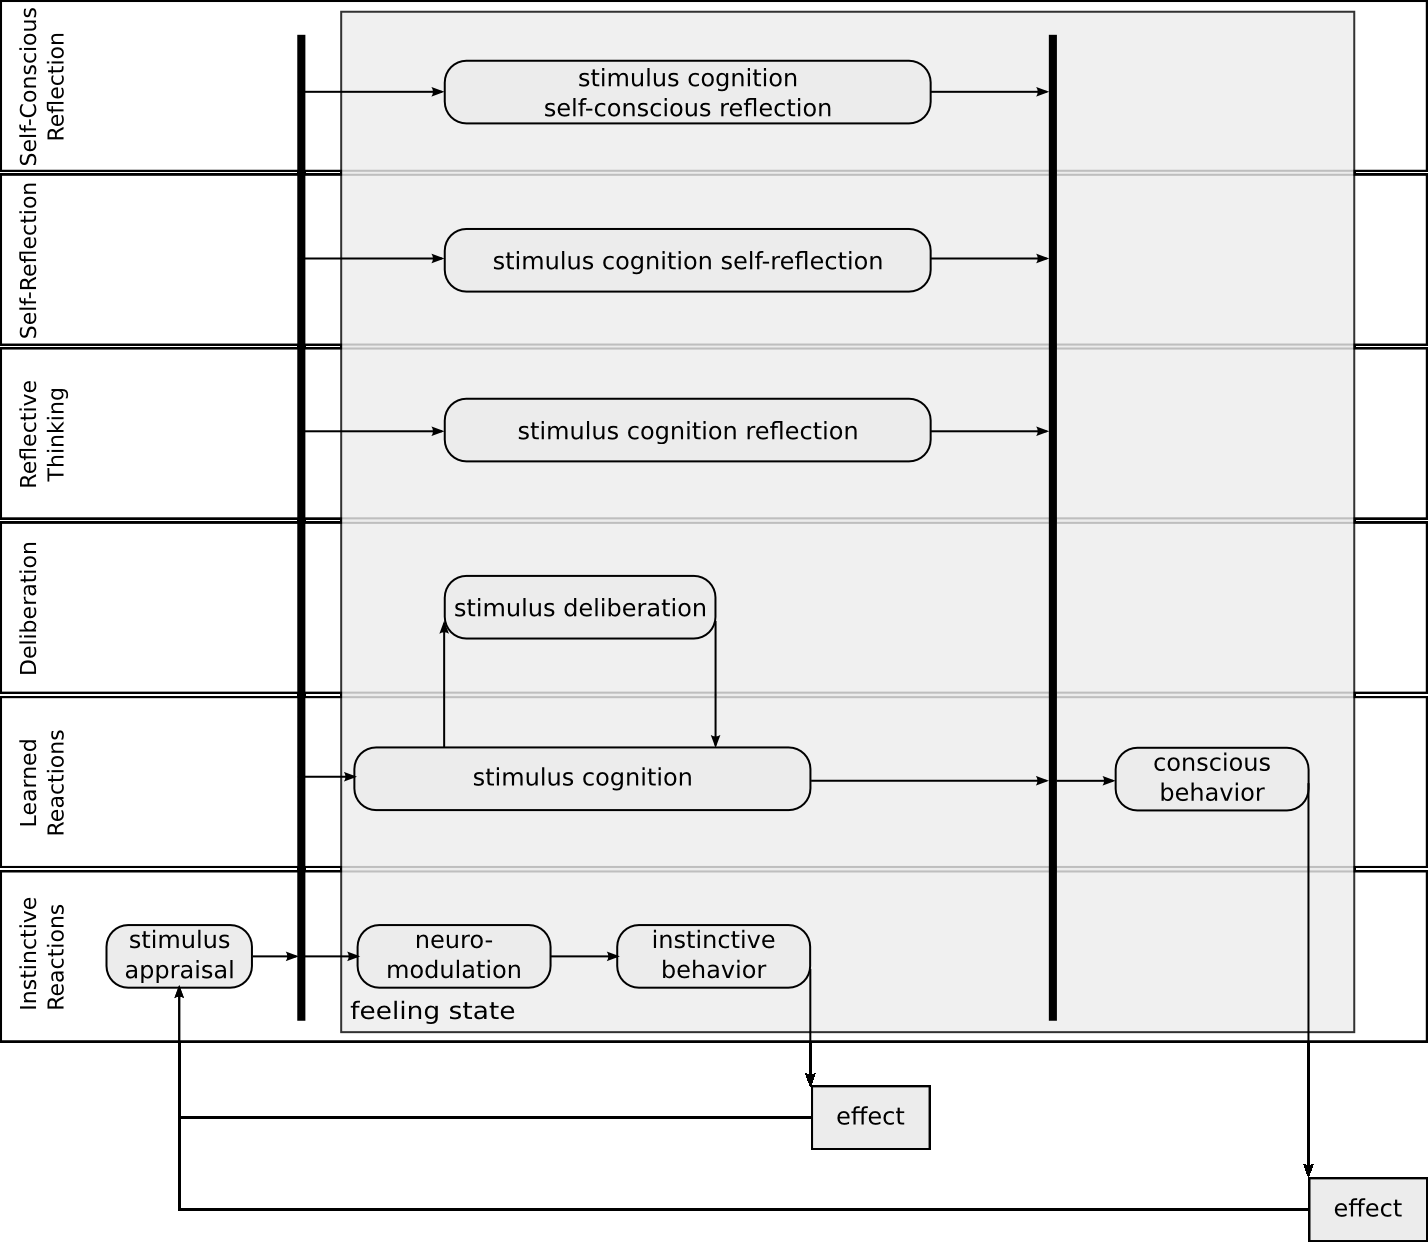 Self-Conscious
Reflection
stimulus cognition
self-conscious reflection
Self-Reflection
stimulus cognition self-reflection
Reflective
Thinking
stimulus cognition reflection
Deliberation
stimulus deliberation
Learned
Reactions
stimulus cognition
conscious
behavior
Instinctive
Reactions
stimulus
appraisal
neuro-
modulation
instinctive
behavior
feeling state
effect
effect